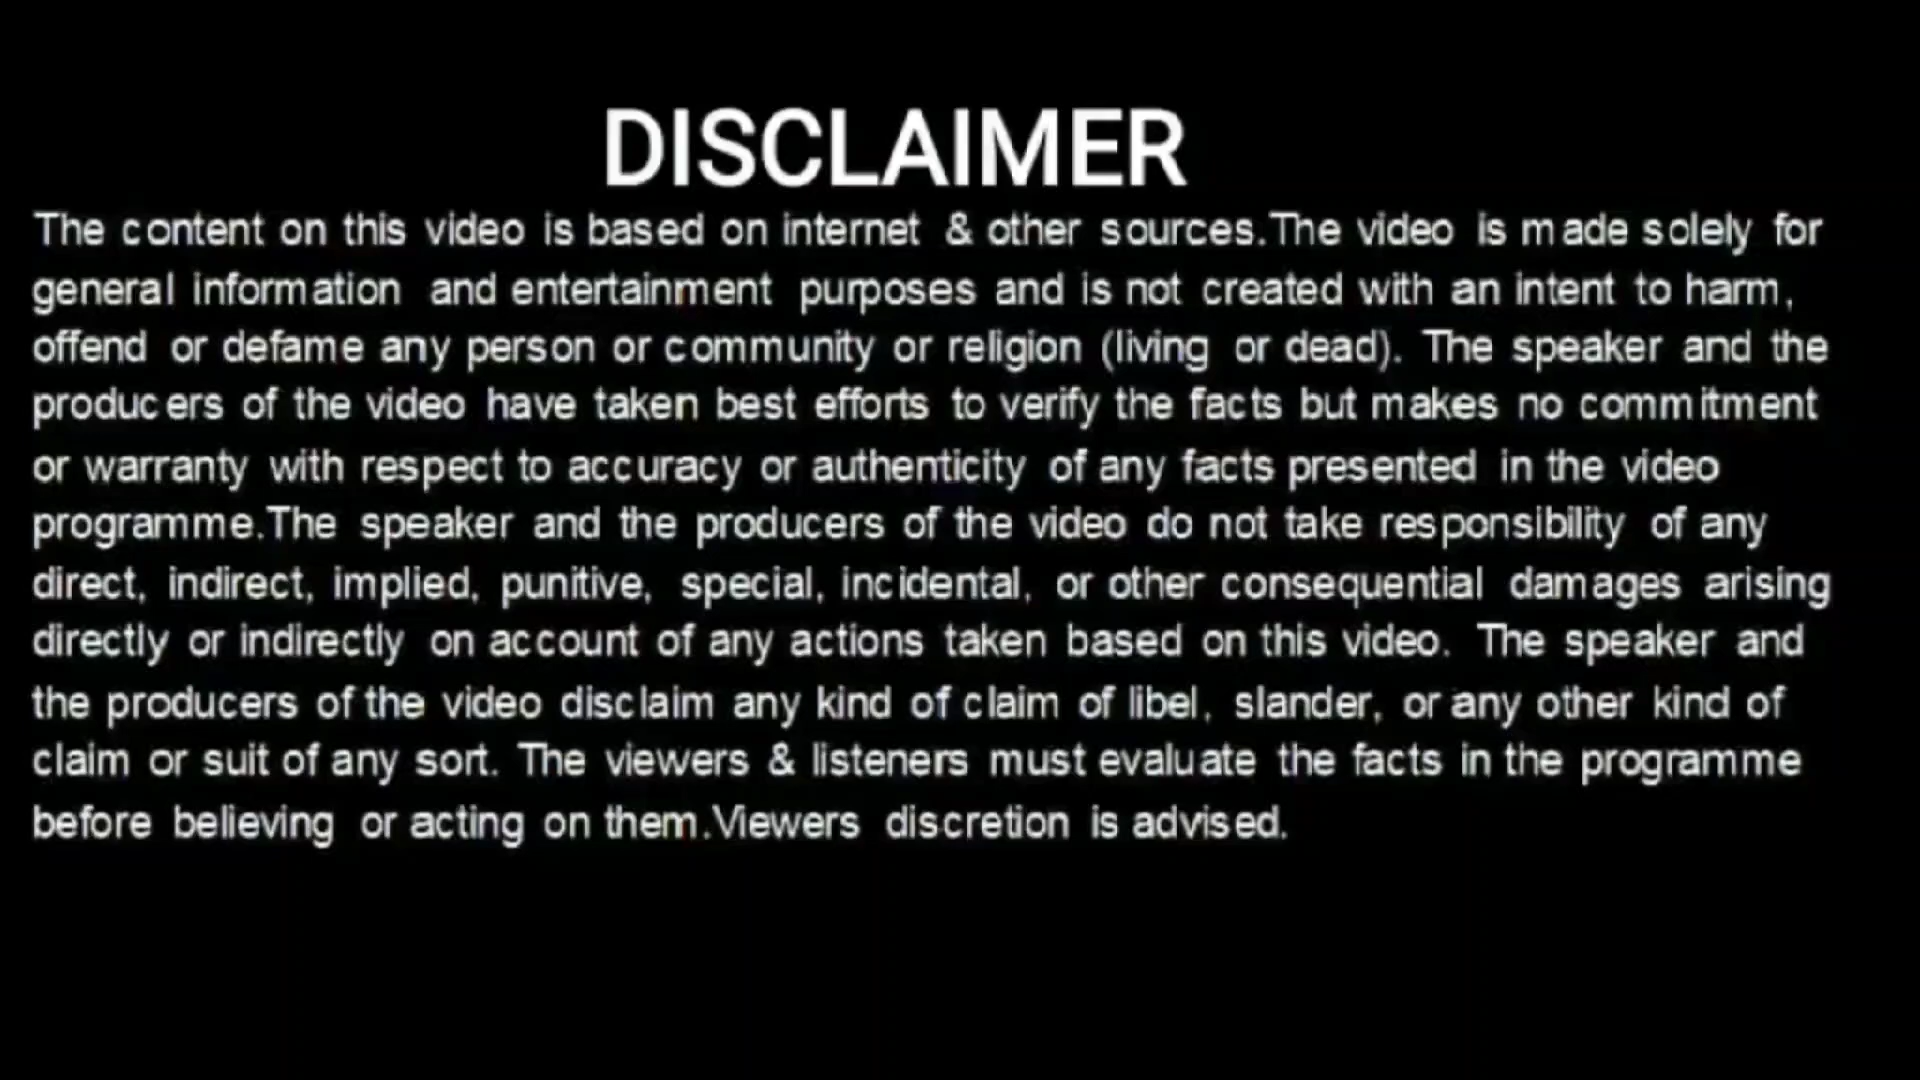 DISCLAIMER
The content on this video is based on internet & other sources.The video is made solely for
general information and entertainment purposes and is not created with an intent to harm,
offend or defame any person or community or religion (living or dead). The speaker and the
producers of the video have taken best efforts to verify the facts but makes no commitment
or warranty with respect to accuracy or authenticity of any facts presented in the video
programme.The speaker and the producers of the video do not take responsibility of any
direct, indirect, implied, punitive, special, incidental, or other consequential damages arising
directly or indirectly on account of any actions taken based on this video. The speaker and
the producers of the video disclaim any kind of claim of libel, slander, or any other kind of
claim or suit of any sort. The viewers & listeners must evaluate the facts in the programme
before believing or acting on them.Viewers discretion is advised.